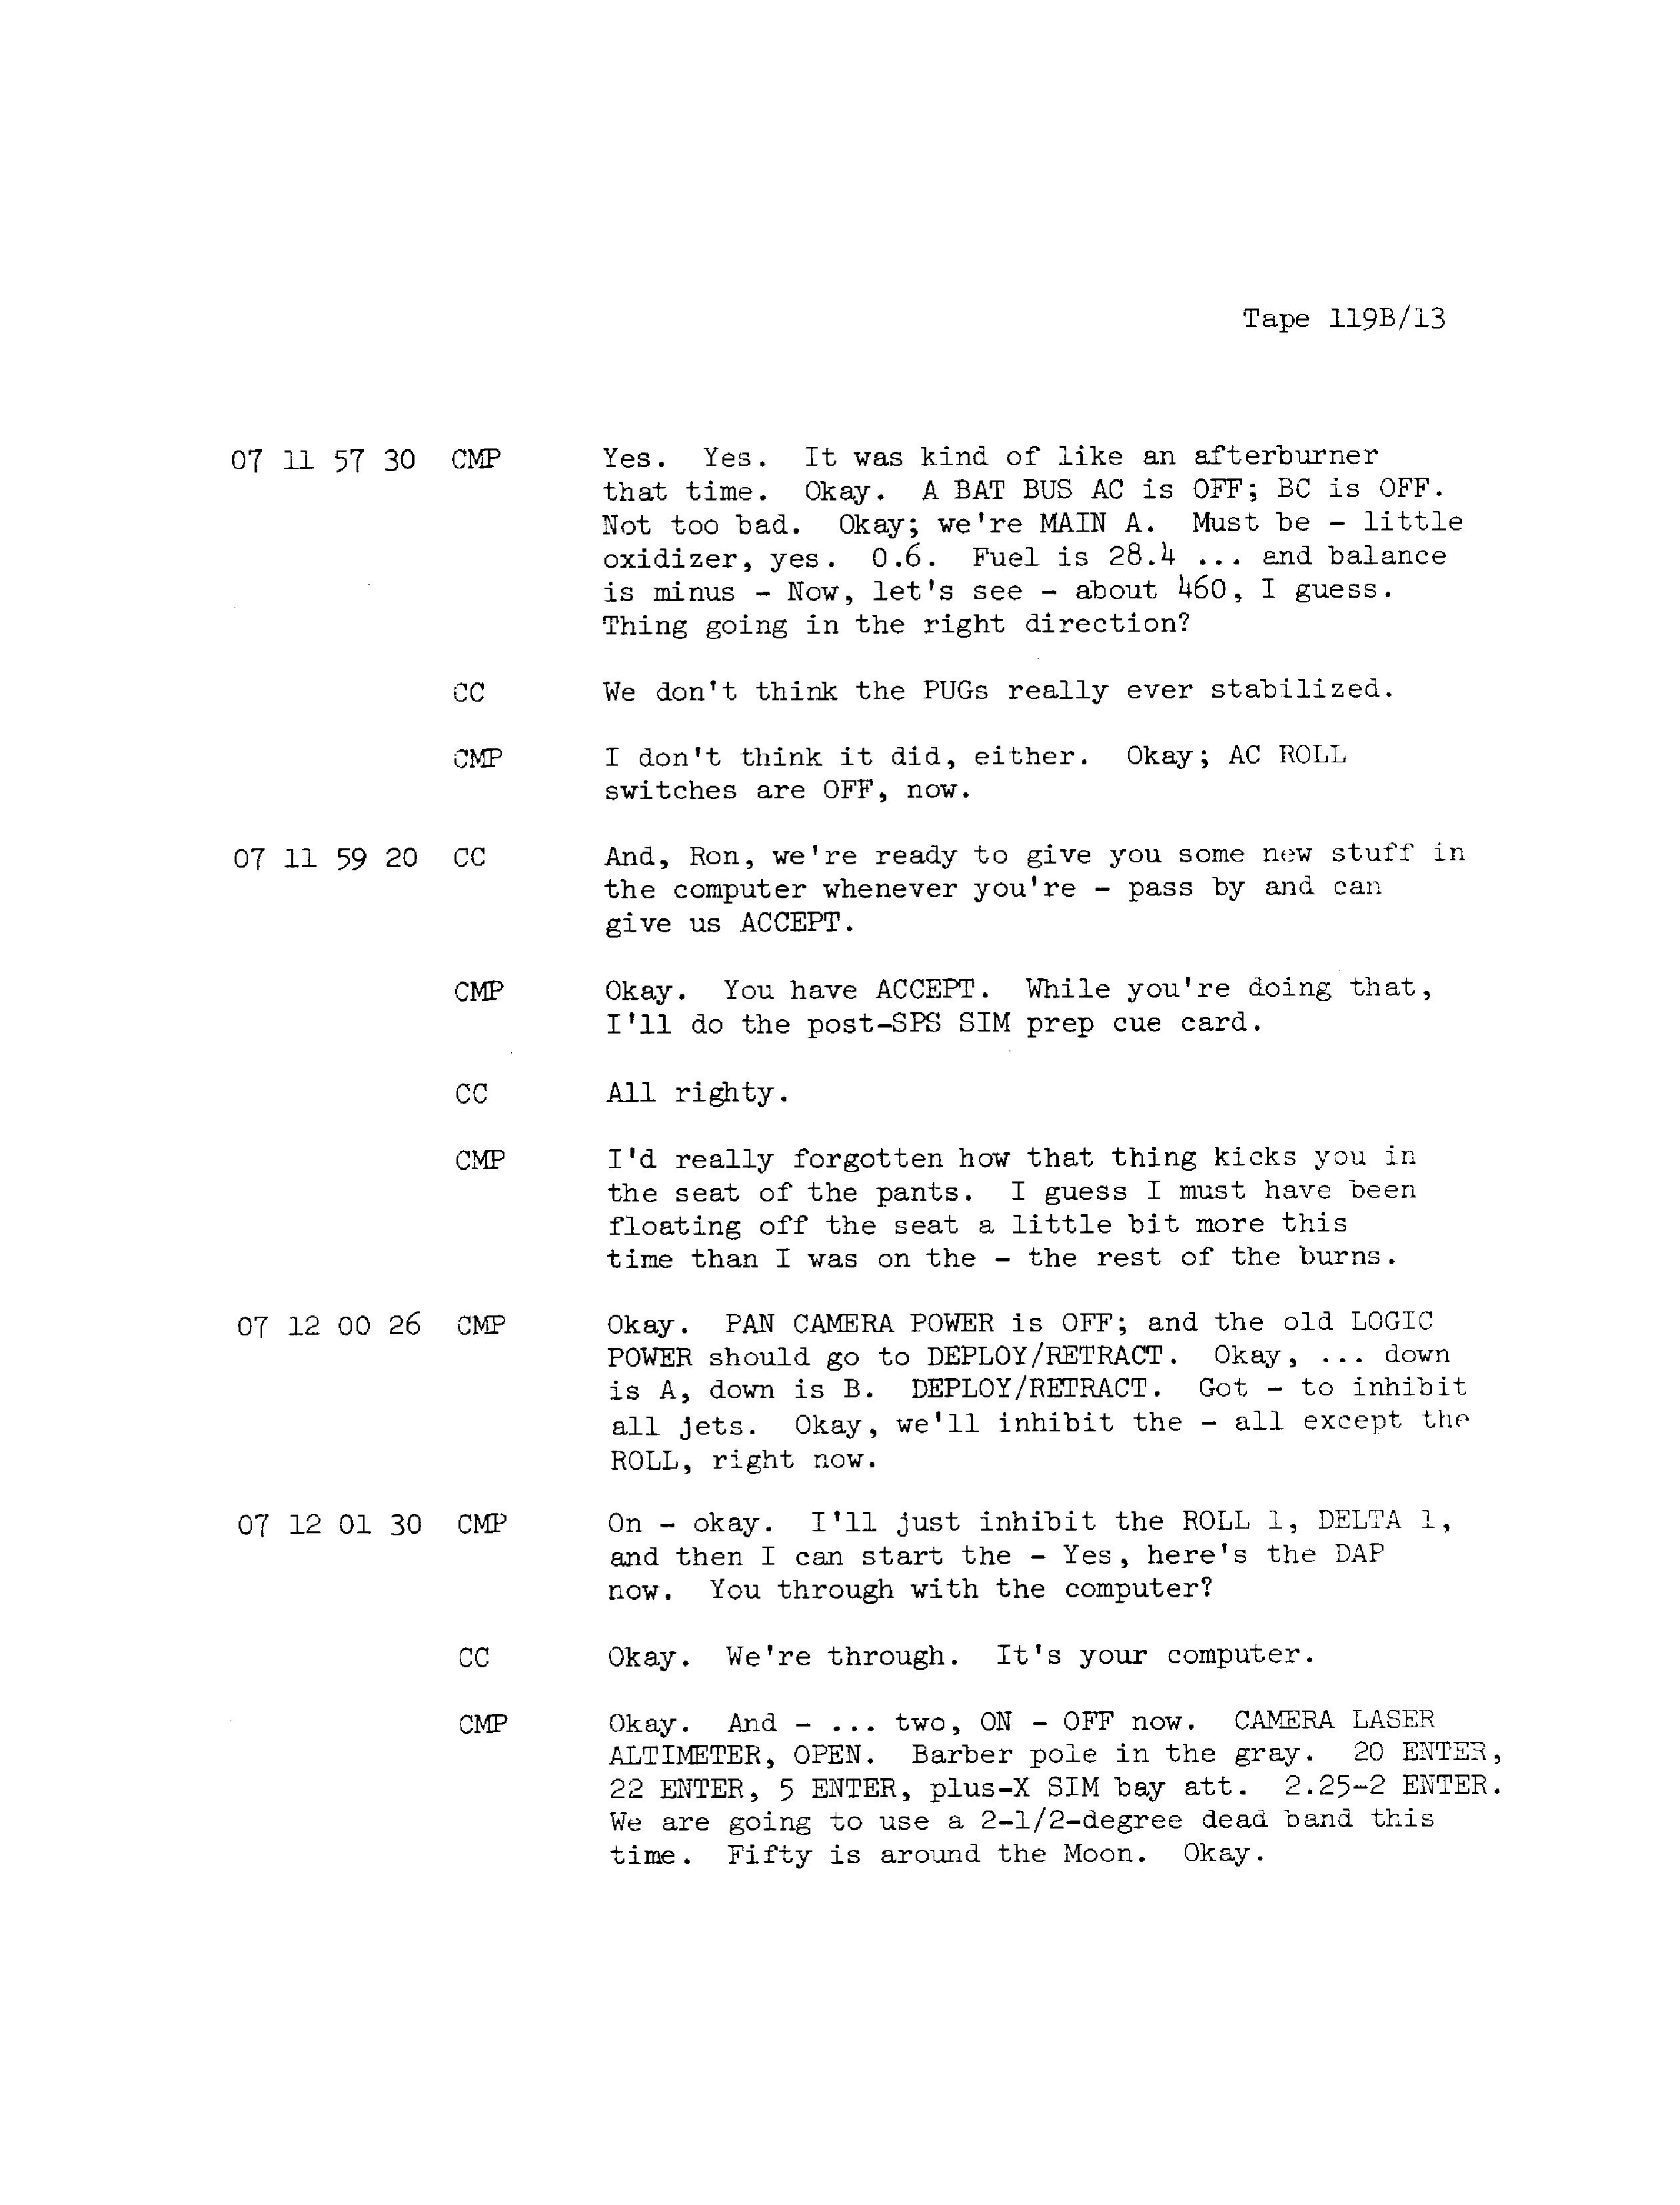 Tape 119B/13
07 11 57 30 CMP Yes. Yes. It was kind of like an afterburner
that time. Okay. A BAT BUS AC is OFF; BC is OFF.
Not too bad. Okay; we're MAIN A. Must be - little
oxidizer, yes. 0.6. Fuel is 28.4 ... and balance
is minus - Now, let's see - about 460, I guess.
Thing going in the right direction?
CC We don't think the PUGs really ever stabilized.
CMP I don't think it did, either. Okay; AC ROLL
switches are OFF, now.
07 11 59 20 CC And, Ron, we're ready to give you some new stuff in
the computer whenever you're - pass by and can
give us ACCEPT.
CMP Okay. You have ACCEPT. While you're doing that,
I'll do the post-SPS SIM prep cue card.
CC All righty.
CMP I'd really forgotten how that thing kicks you in
the seat of the pants. I guess I must have been
floating off the seat a little bit more this
time than I was on the - the rest of the burns.
07 12 00 26 CMP Okay. PAN CAMERA POWER is OFF; and the old LOGIC
POWER should go to DEPLOY/RETRACT. Okay, ... down
is A, down is B. DEPLOY/RETRACT. Got - to inhibit
all jets. Okay, we'll inhibit the - all except the
ROLL, right now.
07 12 01 30 CMP On - okay. I'll just inhibit the ROLL 1, DELTA 1,
and then I can start the - Yes, here's the DAP
now. You through with the computer?
CC Okay. We're through. It's your computer.
CMP Okay. And - ... two, ON - OFF now. CAMERA LASER
ALTIMETER, OPEN. Barber pole in the gray. 20 ENTER,
22 ENTER, 5 ENTER, plus-X SIM bay att. 2.25-2 ENTER.
We are going to use a 2-1/2-degree dead band this
time. Fifty is around the Moon. Okay.